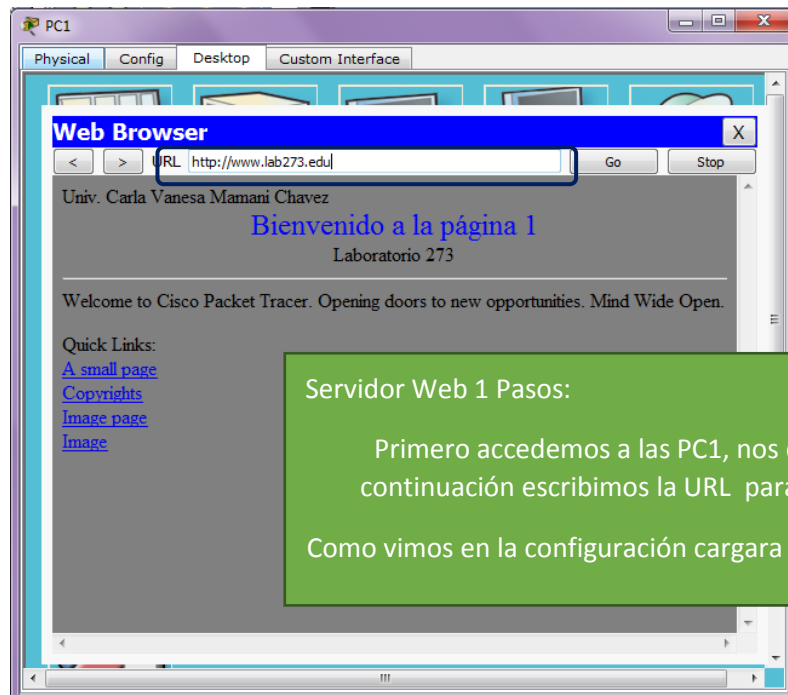 PC1
Physical Config Desktop Custom Interface
Web Browser X
< > URL http://www.lab273.edu Go Stop
Univ. Carla Vanesa Mamani Chavez
Bienvenido a la página 1
Laboratorio 273
Welcome to Cisco Packet Tracer. Opening doors to new opportunities. Mind Wide Open.
Quick Links:
A small page
Copyrights
Image page
Image
Servidor Web 1 Pasos:
Primero accedemos a las PC1, nos
continuación escribimos la URL para
Como vimos en la configuración cargara